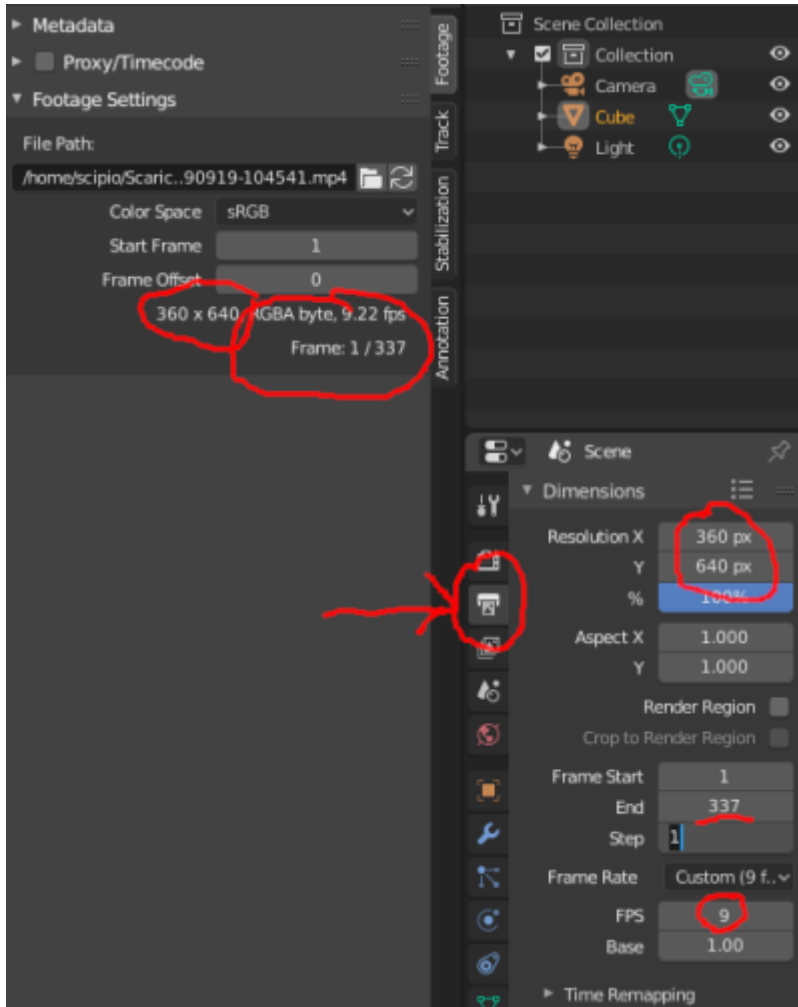 Metadata
Proxy/Timecode
Footage Settings
File Path:
/home/scipio/Scaric..90919-104541.mp4
Color Space sRGB
Start Frame 1
Frame Offset 0
360 x 640, RGBA byte, 9.22 fps
Frame: 1 / 337
Footage
Track
Stabilization
Annotation
Scene Collection
Collection
Camera
Cube
Light
Scene
Dimensions
Resolution X 360 px
Y 640 px
% 100%
Aspect X 1.000
Y 1.000
Render Region
Crop to Render Region
Frame Start 1
End 337
Step 1
Frame Rate Custom (9 f..
FPS 9
Base 1.00
Time Remapping